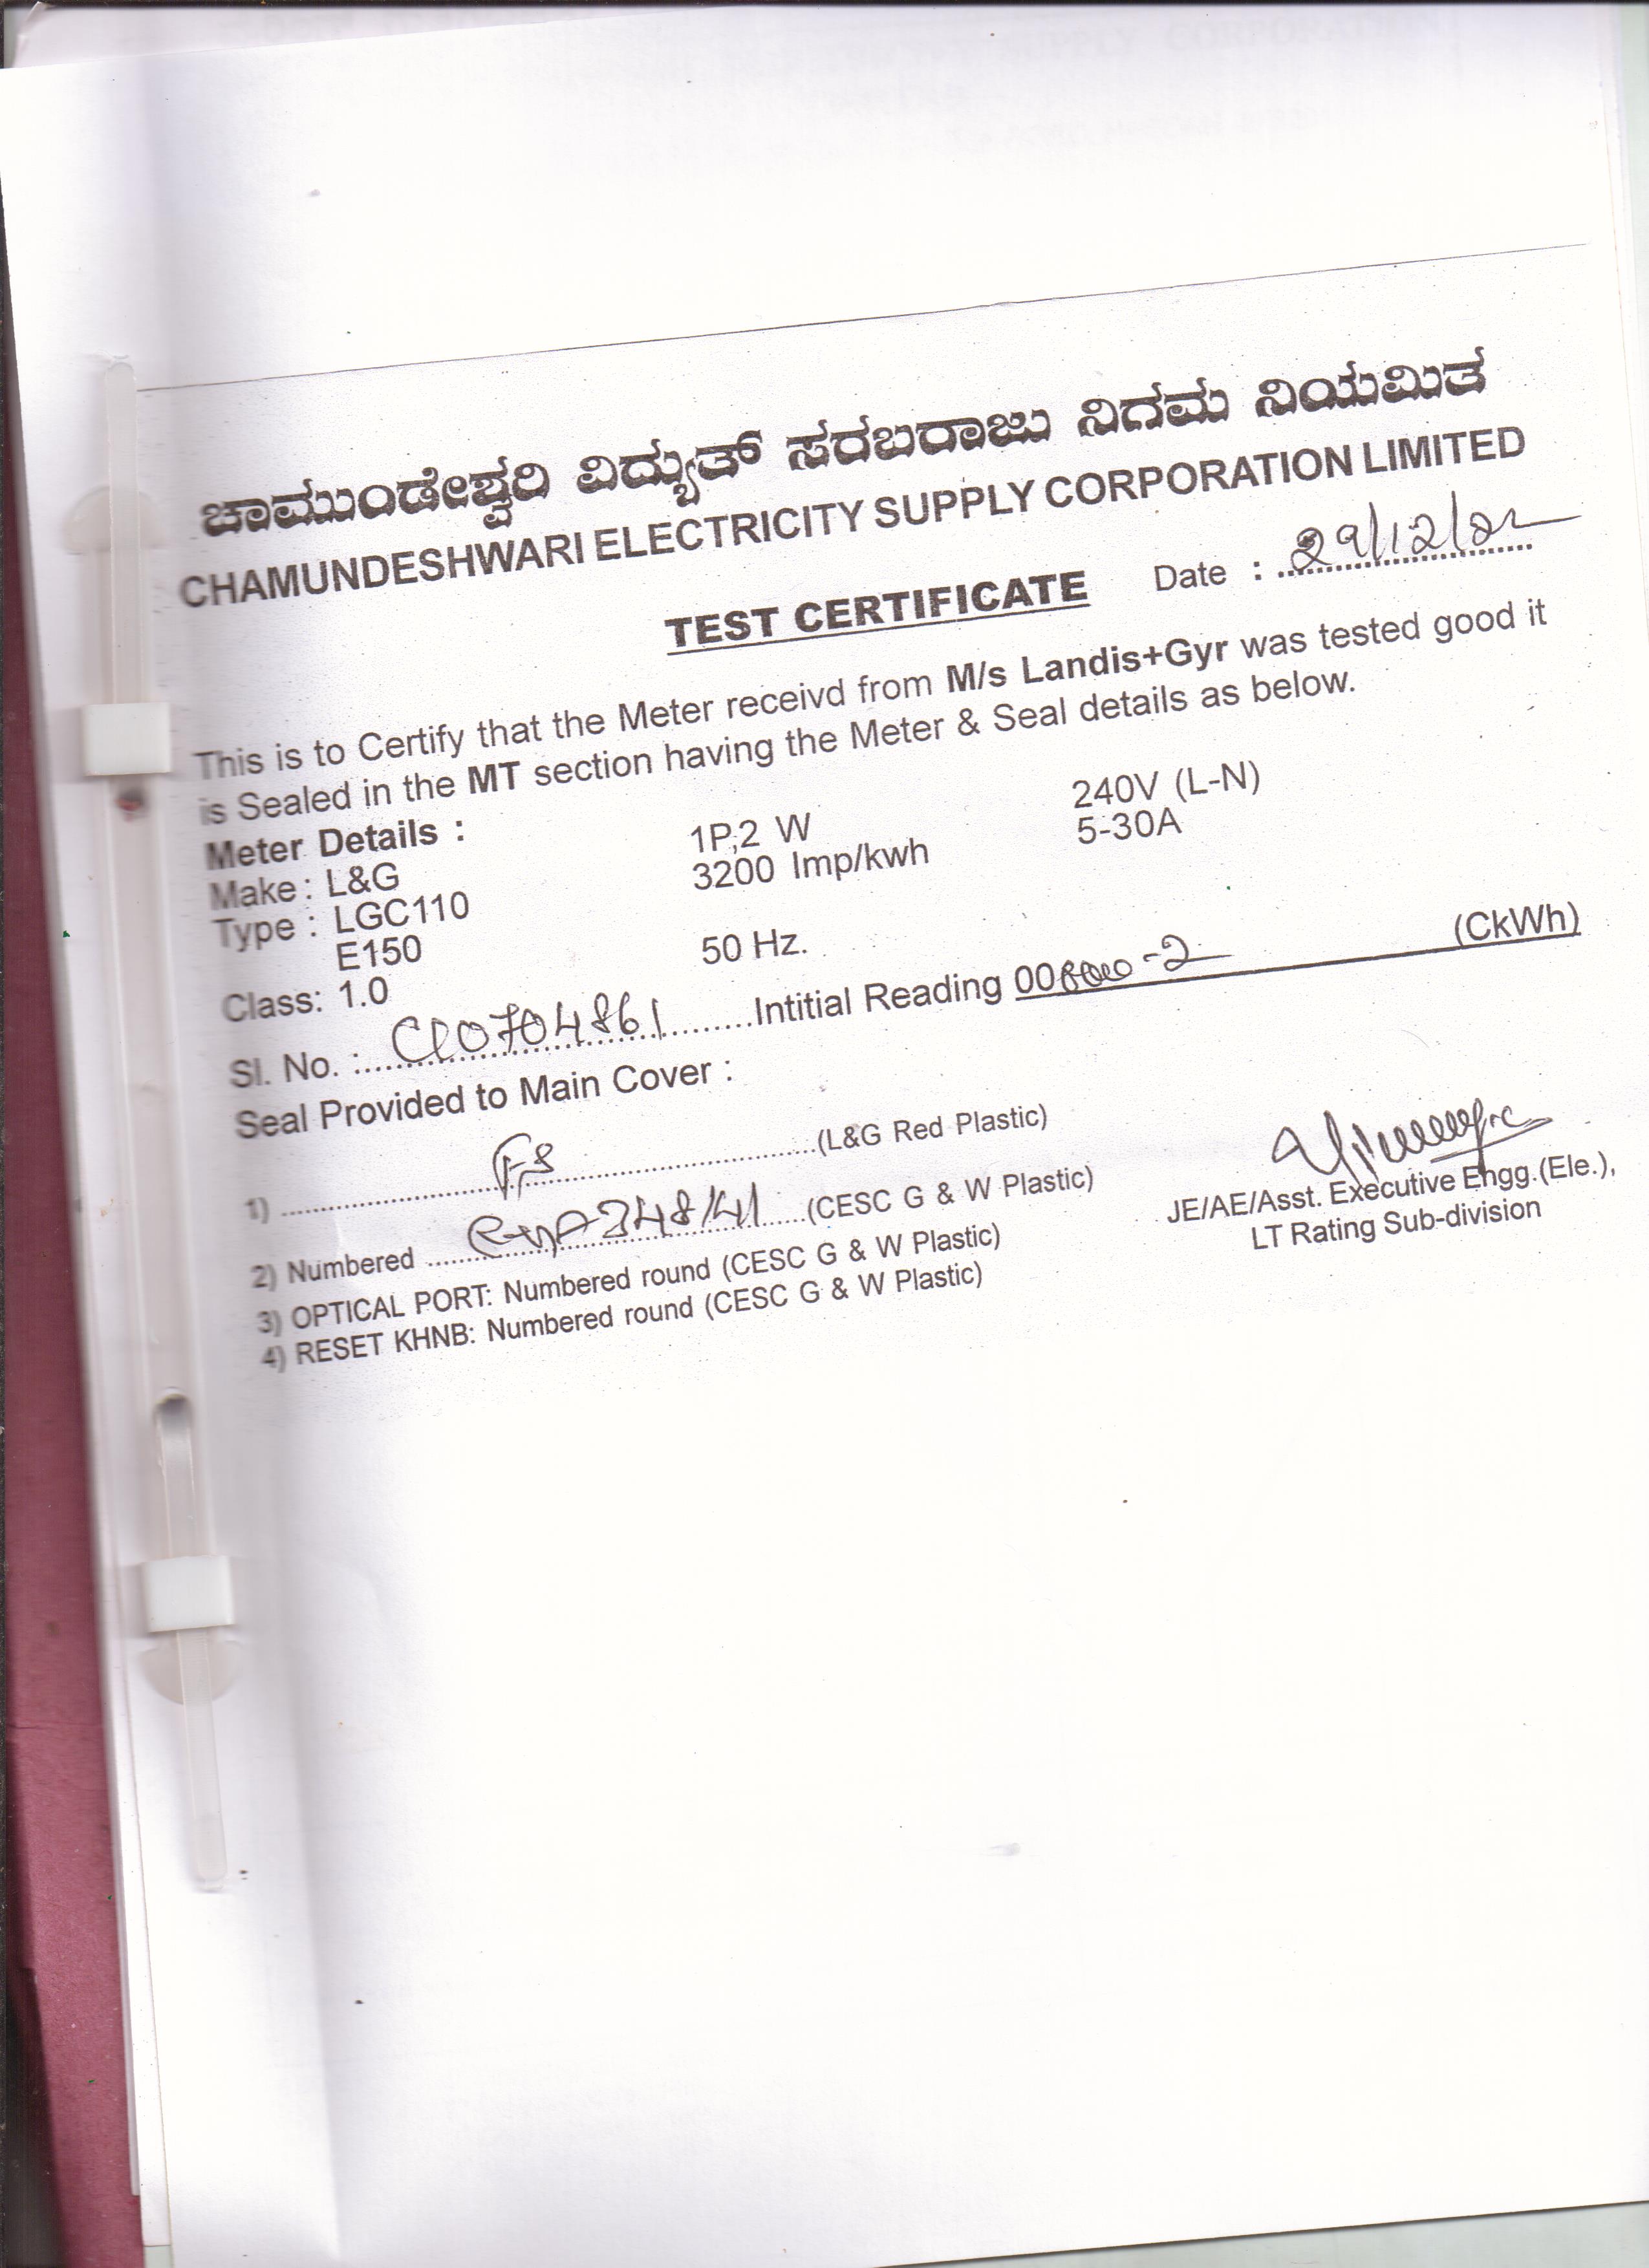 ಚಾಮುಂಡೇಶ್ವರಿ ವಿದ್ಯುತ್ ಸರಬರಾಜು ನಿಗಮ ನಿಯಮಿತ
CHAMUNDESHWARI ELECTRICITY SUPPLY CORPORATION LIMITED
TEST CERTIFICATE Date : 29/12/22
This is to Certify that the Meter receivd from M/s Landis+Gyr was tested good it
is Sealed in the MT section having the Meter & Seal details as below.
Meter Details : 1P,2 W 240V (L-N)
Make : L&G 3200 Imp/kwh 5-30A
Type : LGC110
E150 50 Hz.
Class: 1.0
Sl. No. : Cl0704861 Intitial Reading (CkWh)
Seal Provided to Main Cover :
1) (L&G Red Plastic)
2) Numbered (CESC G & W Plastic)
3) OPTICAL PORT: Numbered round (CESC G & W Plastic)
4) RESET KHNB: Numbered round (CESC G & W Plastic)
JE/AE/Asst. Executive Engg.(Ele.),
LT Rating Sub-division